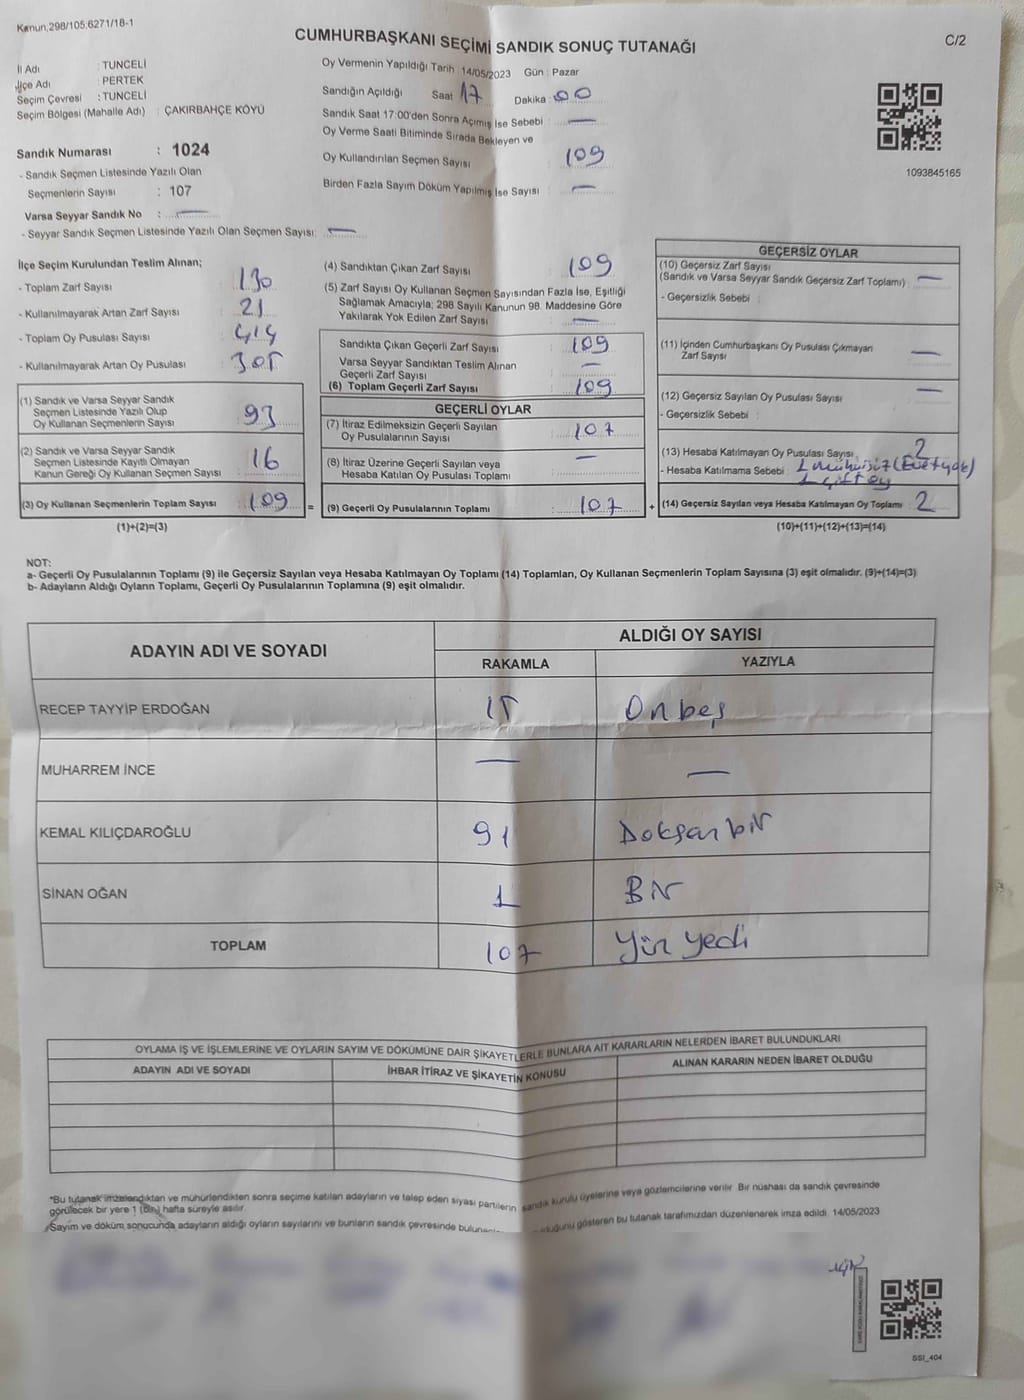 Kanun;298/105;6271/18-1
CUMHURBAŞKANI SEÇİMİ SANDIK SONUÇ TUTANAĞI
C/2
İl Adı : TUNCELİ
İlçe Adı : PERTEK
Seçim Çevresi : TUNCELİ
Seçim Bölgesi (Mahalle Adı) : ÇAKIRBAHÇE KÖYÜ
Sandık Numarası : 1024
- Sandık Seçmen Listesinde Yazılı Olan
Seçmenlerin Sayısı : 107
Varsa Seyyar Sandık No : —
- Seyyar Sandık Seçmen Listesinde Yazılı Olan Seçmen Sayısı: —
Oy Vermenin Yapıldığı Tarih : 14/05/2023 Gün : Pazar
Sandığın Açıldığı Saat 17 Dakika : 00
Sandık Saat 17:00'den Sonra Açımış İse Sebebi : —
Oy Verme Saati Bitiminde Sırada Bekleyen ve
Oy Kullandırılan Seçmen Sayısı : 109
Birden Fazla Sayım Döküm Yapılmış İse Sayısı : —
1093845165
İlçe Seçim Kurulundan Teslim Alınan;
- Toplam Zarf Sayısı : 130
- Kullanılmayarak Artan Zarf Sayısı : 21
- Toplam Oy Pusulası Sayısı : 414
- Kullanılmayarak Artan Oy Pusulası : 305
(1) Sandık ve Varsa Seyyar Sandık
Seçmen Listesinde Yazılı Olup
Oy Kullanan Seçmenlerin Sayısı : 93
(2) Sandık ve Varsa Seyyar Sandık
Seçmen Listesinde Kayıtlı Olmayan
Kanun Gereği Oy Kullanan Seçmen Sayısı : 16
(3) Oy Kullanan Seçmenlerin Toplam Sayısı : 109 =
(1)+(2)=(3)
(4) Sandıktan Çıkan Zarf Sayısı : 109
(5) Zarf Sayısı Oy Kullanan Seçmen Sayısından Fazla İse, Eşitliği
Sağlamak Amacıyla; 298 Sayılı Kanunun 98. Maddesine Göre
Yakılarak Yok Edilen Zarf Sayısı : —
Sandıkta Çıkan Geçerli Zarf Sayısı : 109
Varsa Seyyar Sandıktan Teslim Alınan
Geçerli Zarf Sayısı : —
(6) Toplam Geçerli Zarf Sayısı : 109
GEÇERLİ OYLAR
(7) İtiraz Edilmeksizin Geçerli Sayılan
Oy Pusulalarının Sayısı : 107
(8) İtiraz Üzerine Geçerli Sayılan veya
Hesaba Katılan Oy Pusulası Toplamı : —
(9) Geçerli Oy Pusulalarının Toplamı : 107 +
GEÇERSİZ OYLAR
(10) Geçersiz Zarf Sayısı
(Sandık ve Varsa Seyyar Sandık Geçersiz Zarf Toplamı) : —
- Geçersizlik Sebebi :
(11) İçinden Cumhurbaşkanı Oy Pusulası Çıkmayan
Zarf Sayısı : —
(12) Geçersiz Sayılan Oy Pusulası Sayısı : —
- Geçersizlik Sebebi :
(13) Hesaba Katılmayan Oy Pusulası Sayısı : 2
- Hesaba Katılmama Sebebi : 1 mühürsüz (Evet yok)
1 çift oy
(14) Geçersiz Sayılan veya Hesaba Katılmayan Oy Toplamı : 2
(10)+(11)+(12)+(13)=(14)
NOT:
a- Geçerli Oy Pusulalarının Toplamı (9) ile Geçersiz Sayılan veya Hesaba Katılmayan Oy Toplamı (14) Toplamları, Oy Kullanan Seçmenlerin Toplam Sayısına (3) eşit olmalıdır. (9)+(14)=(3)
b- Adayların Aldığı Oyların Toplamı, Geçerli Oy Pusulalarının Toplamına (9) eşit olmalıdır.
ADAYIN ADI VE SOYADI ALDIĞI OY SAYISI
RAKAMLA YAZIYLA
RECEP TAYYİP ERDOĞAN 15 Onbeş
MUHARREM İNCE — —
KEMAL KILIÇDAROĞLU 91 Doksan bir
SİNAN OĞAN 1 Bir
TOPLAM 107 Yüz yedi
OYLAMA İŞ VE İŞLEMLERİNE VE OYLARIN SAYIM VE DÖKÜMÜNE DAİR ŞİKAYETLERLE BUNLARA AİT KARARLARIN NELERDEN İBARET BULUNDUKLARI
ADAYIN ADI VE SOYADI İHBAR İTİRAZ VE ŞİKAYETİN KONUSU ALINAN KARARIN NEDEN İBARET OLDUĞU
*Bu tutanak imzalandıktan ve mühürlendikten sonra seçime katılan adayların ve talep eden siyasi partilerin sandık kurulu üyelerine veya gözlemcilerine verilir. Bir nüshası da sandık çevresinde
görülecek bir yere 1 (bir) hafta süreyle asılır.
Sayım ve döküm sonucunda adayların aldığı oyların sayılarını ve bunların sandık çevresinde gösteren bu tutanak tarafımızdan düzenlenerek imza edildi. 14/05/2023
SSI_404